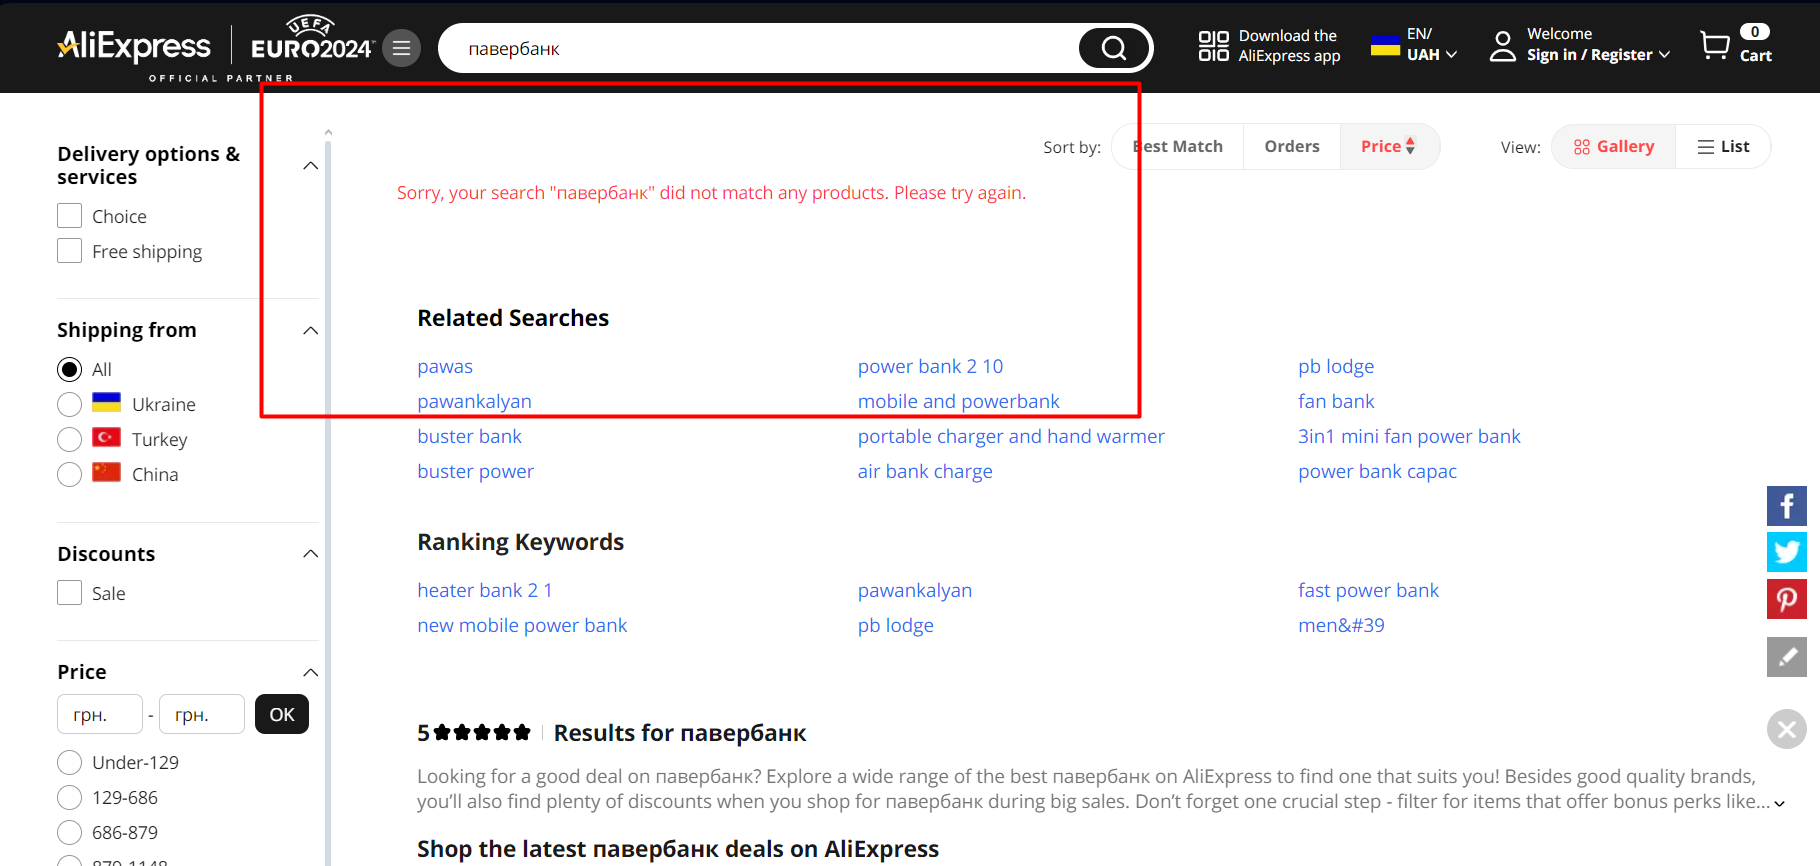 AliExpress
OFFICIAL PARTNER
UEFA
EURO2024™
павербанк
Download the
AliExpress app
EN/
UAH
Welcome
Sign in / Register
0
Cart
Delivery options &
services
Choice
Free shipping
Shipping from
All
Ukraine
Turkey
China
Discounts
Sale
Price
грн. - грн. OK
Under-129
129-686
686-879
879-1148
Sort by: Best Match Orders Price
View: Gallery List
Sorry, your search "павербанк" did not match any products. Please try again.
Related Searches
pawas power bank 2 10 pb lodge
pawankalyan mobile and powerbank fan bank
buster bank portable charger and hand warmer 3in1 mini fan power bank
buster power air bank charge power bank capac
Ranking Keywords
heater bank 2 1 pawankalyan fast power bank
new mobile power bank pb lodge men&#39
5 Results for павербанк
Looking for a good deal on павербанк? Explore a wide range of the best павербанк on AliExpress to find one that suits you! Besides good quality brands,
you’ll also find plenty of discounts when you shop for павербанк during big sales. Don’t forget one crucial step - filter for items that offer bonus perks like...
Shop the latest павербанк deals on AliExpress